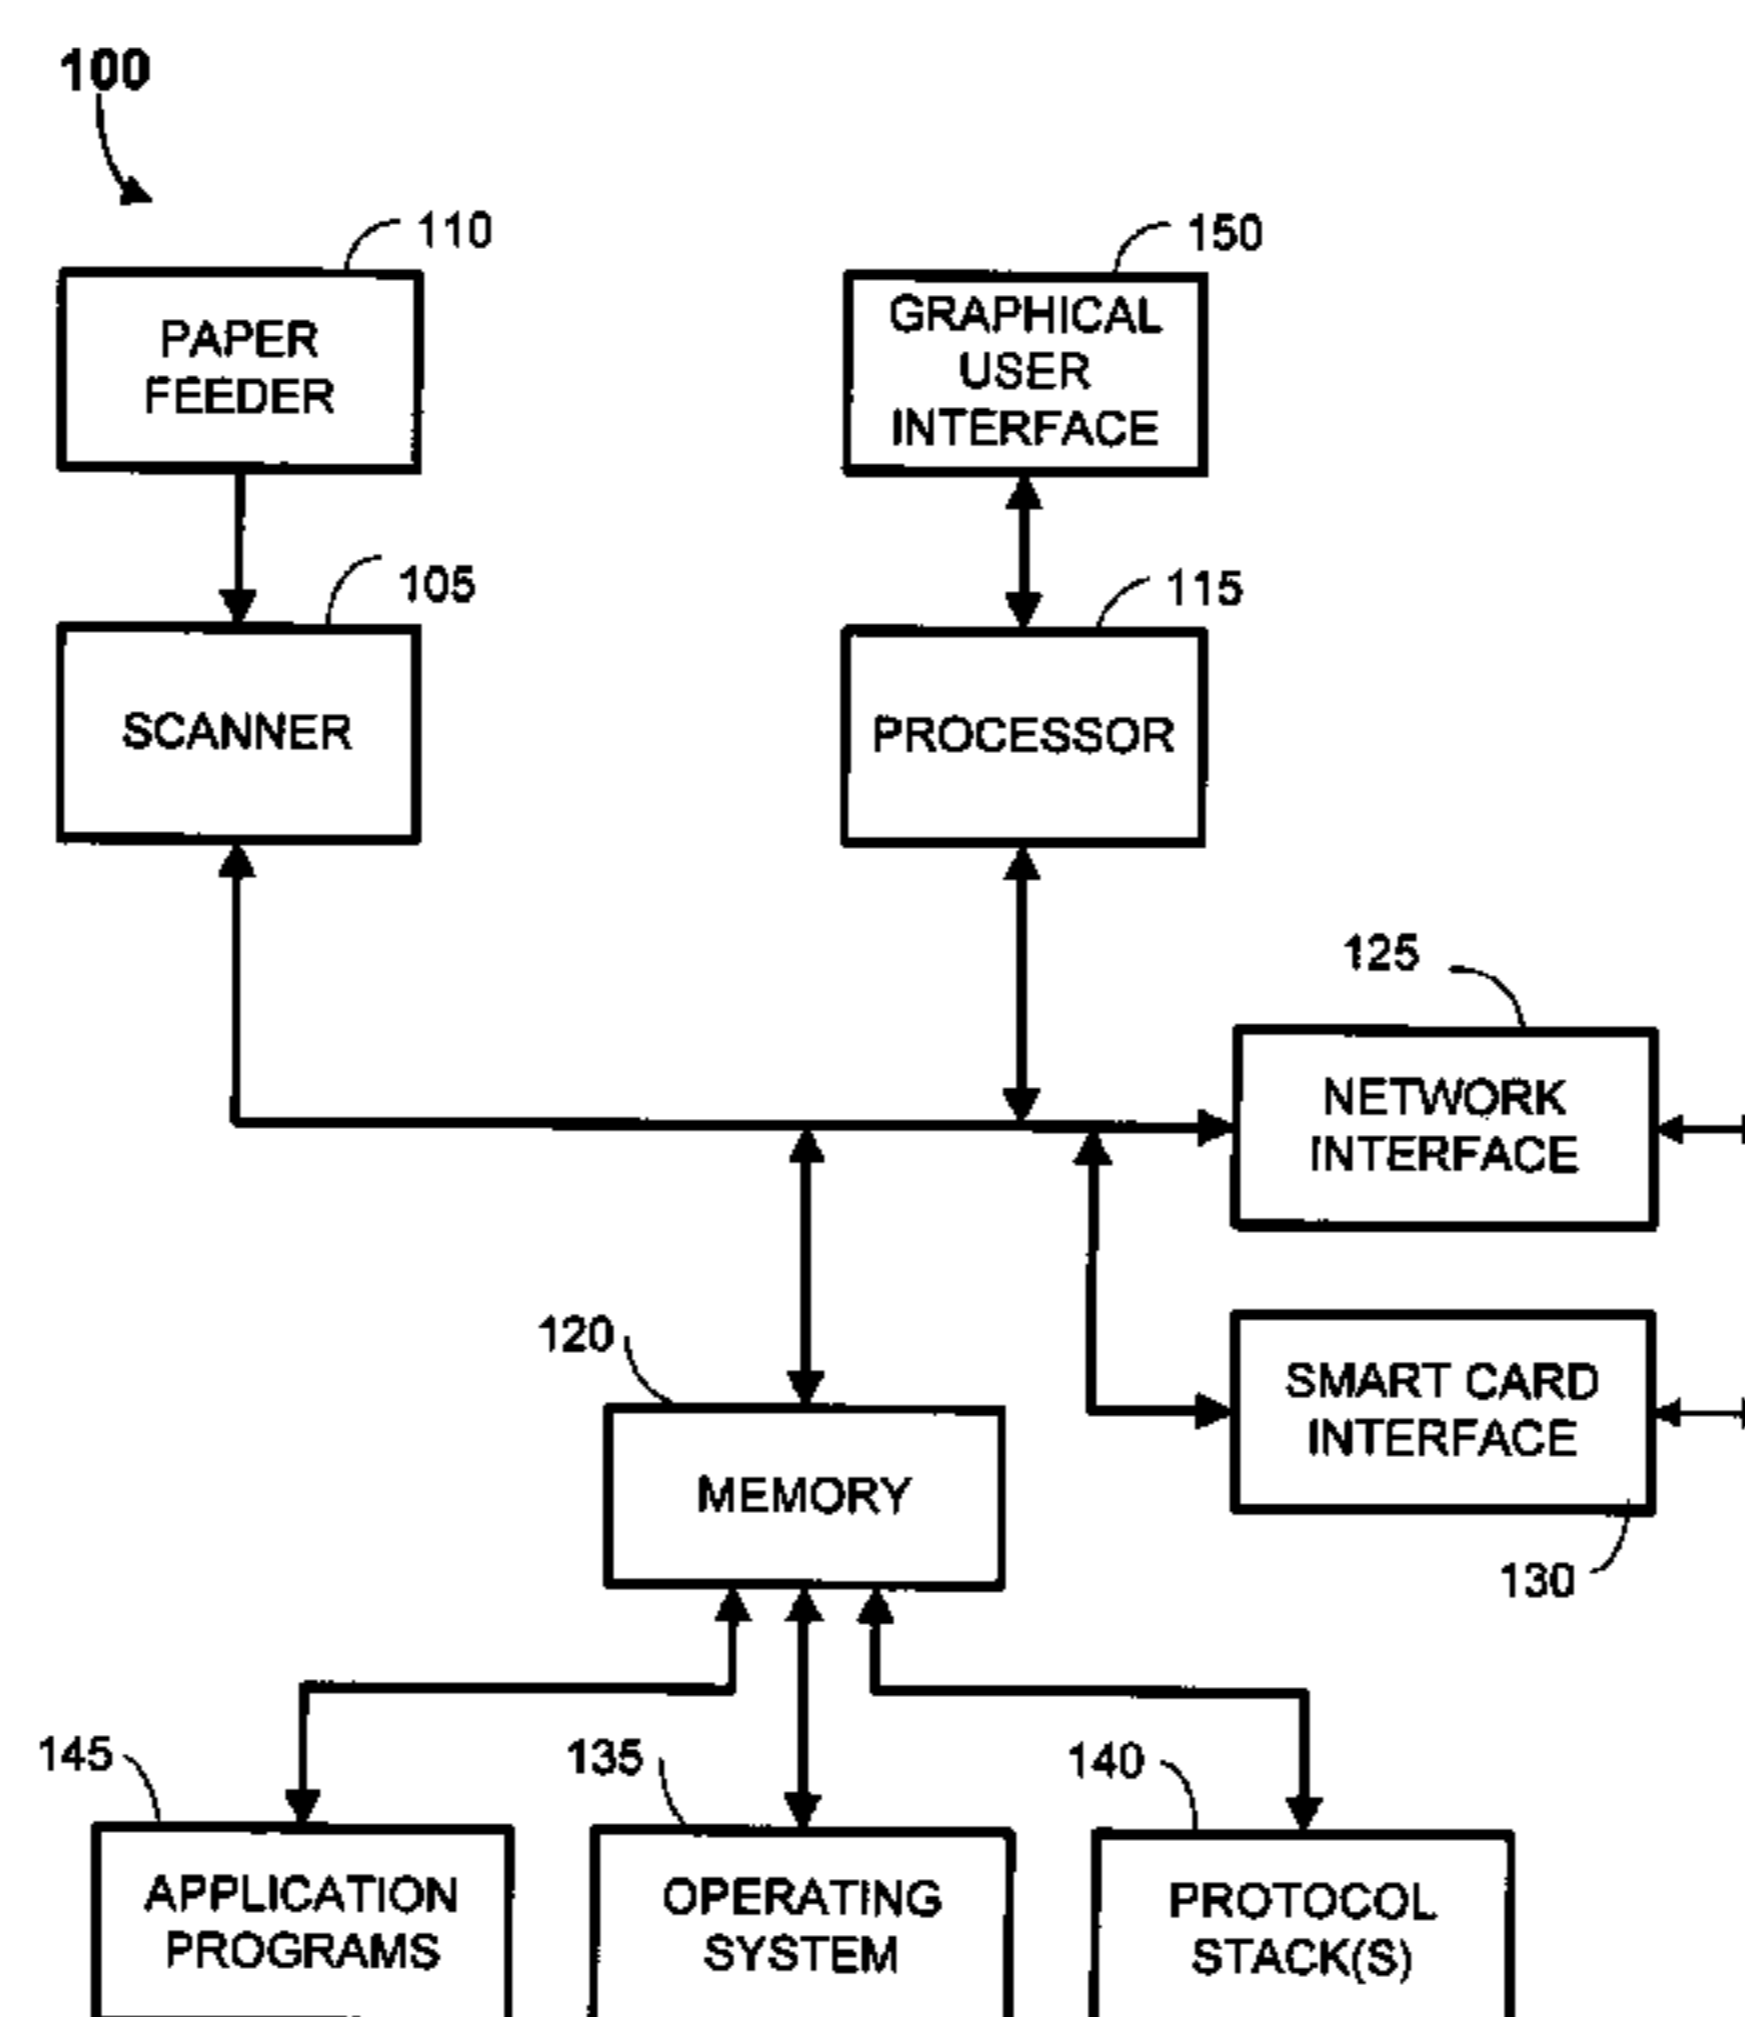 100
110
150
PAPER
FEEDER
GRAPHICAL
USER
INTERFACE
105
115
SCANNER
PROCESSOR
125
NETWORK
INTERFACE
120
SMART CARD
INTERFACE
MEMORY
130
145
135
140
APPLICATION
PROGRAMS
OPERATING
SYSTEM
PROTOCOL
STACK(S)